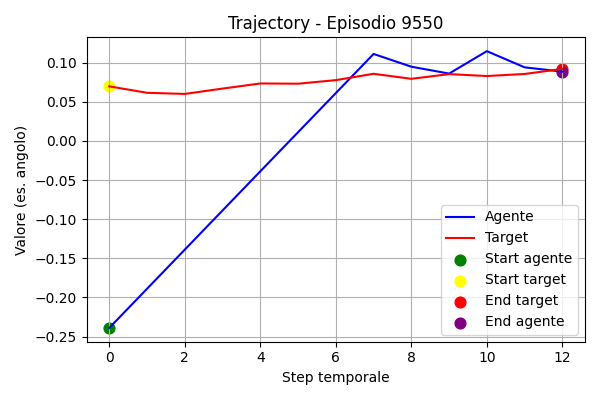 Trajectory - Episodio 9550
Valore (es. angolo)
0.10
0.05
0.00
−0.05
−0.10
−0.15
−0.20
−0.25
Agente
Target
Start agente
Start target
End target
End agente
0 2 4 6 8 10 12
Step temporale